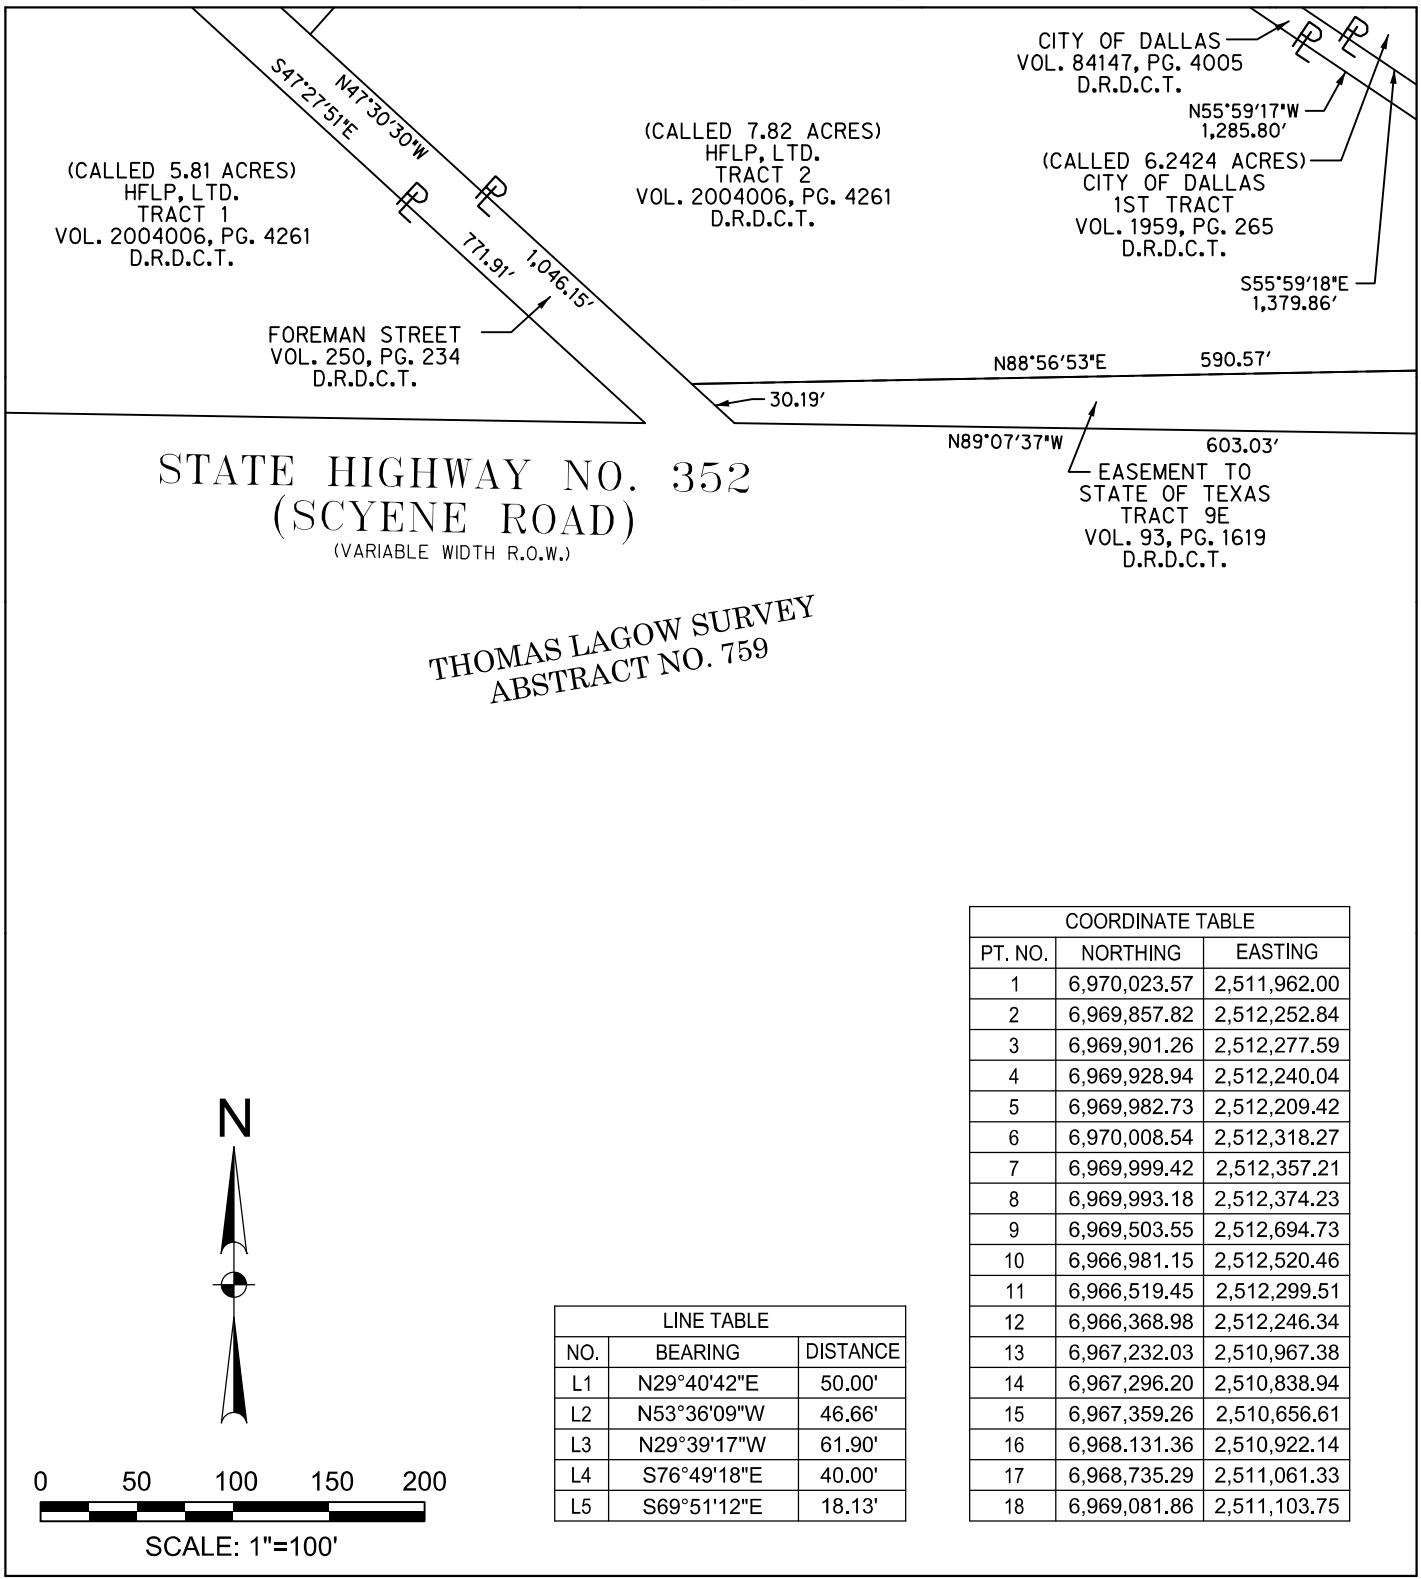 CITY OF DALLAS
VOL. 84147, PG. 4005
D.R.D.C.T.
N55°59'17"W
1,285.80'
S47°27'51"E
N47°30'30"W
(CALLED 7.82 ACRES)
HFLP, LTD.
TRACT 2
VOL. 2004006, PG. 4261
D.R.D.C.T.
(CALLED 5.81 ACRES)
HFLP, LTD.
TRACT 1
VOL. 2004006, PG. 4261
D.R.D.C.T.
(CALLED 6.2424 ACRES)
CITY OF DALLAS
1ST TRACT
VOL. 1959, PG. 265
D.R.D.C.T.
771.91'
1,046.15'
S55°59'18"E
1,379.86'
FOREMAN STREET
VOL. 250, PG. 234
D.R.D.C.T.
N88°56'53"E 590.57'
30.19'
N89°07'37"W 603.03'
EASEMENT TO
STATE OF TEXAS
TRACT 9E
VOL. 93, PG. 1619
D.R.D.C.T.
STATE HIGHWAY NO. 352
(SCYENE ROAD)
(VARIABLE WIDTH R.O.W.)
THOMAS LAGOW SURVEY
ABSTRACT NO. 759
COORDINATE TABLE
PT. NO. NORTHING EASTING
1 6,970,023.57 2,511,962.00
2 6,969,857.82 2,512,252.84
3 6,969,901.26 2,512,277.59
4 6,969,928.94 2,512,240.04
5 6,969,982.73 2,512,209.42
6 6,970,008.54 2,512,318.27
7 6,969,999.42 2,512,357.21
8 6,969,993.18 2,512,374.23
9 6,969,503.55 2,512,694.73
10 6,966,981.15 2,512,520.46
11 6,966,519.45 2,512,299.51
12 6,966,368.98 2,512,246.34
13 6,967,232.03 2,510,967.38
14 6,967,296.20 2,510,838.94
15 6,967,359.26 2,510,656.61
16 6,968.131.36 2,510,922.14
17 6,968,735.29 2,511,061.33
18 6,969,081.86 2,511,103.75
N
LINE TABLE
NO. BEARING DISTANCE
L1 N29°40'42"E 50.00'
L2 N53°36'09"W 46.66'
L3 N29°39'17"W 61.90'
L4 S76°49'18"E 40.00'
L5 S69°51'12"E 18.13'
0 50 100 150 200
SCALE: 1"=100'